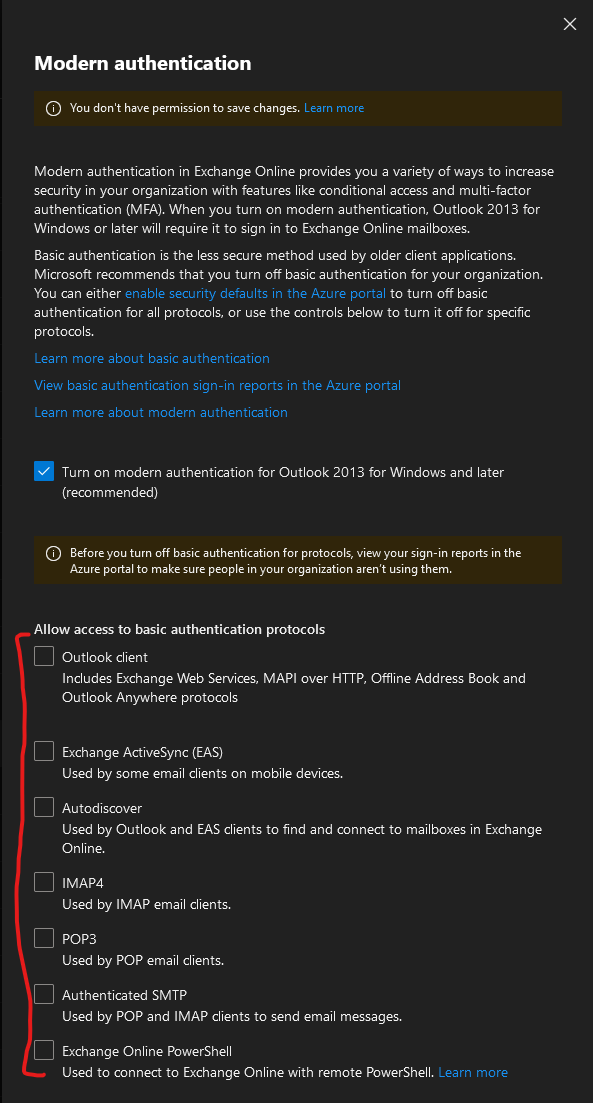 Modern authentication
You don't have permission to save changes. Learn more
Modern authentication in Exchange Online provides you a variety of ways to increase
security in your organization with features like conditional access and multi-factor
authentication (MFA). When you turn on modern authentication, Outlook 2013 for
Windows or later will require it to sign in to Exchange Online mailboxes.
Basic authentication is the less secure method used by older client applications.
Microsoft recommends that you turn off basic authentication for your organization.
You can either enable security defaults in the Azure portal to turn off basic
authentication for all protocols, or use the controls below to turn it off for specific
protocols.
Learn more about basic authentication
View basic authentication sign-in reports in the Azure portal
Learn more about modern authentication
Turn on modern authentication for Outlook 2013 for Windows and later
(recommended)
Before you turn off basic authentication for protocols, view your sign-in reports in the
Azure portal to make sure people in your organization aren't using them.
Allow access to basic authentication protocols
Outlook client
Includes Exchange Web Services, MAPI over HTTP, Offline Address Book and
Outlook Anywhere protocols
Exchange ActiveSync (EAS)
Used by some email clients on mobile devices.
Autodiscover
Used by Outlook and EAS clients to find and connect to mailboxes in Exchange
Online.
IMAP4
Used by IMAP email clients.
POP3
Used by POP email clients.
Authenticated SMTP
Used by POP and IMAP clients to send email messages.
Exchange Online PowerShell
Used to connect to Exchange Online with remote PowerShell. Learn more